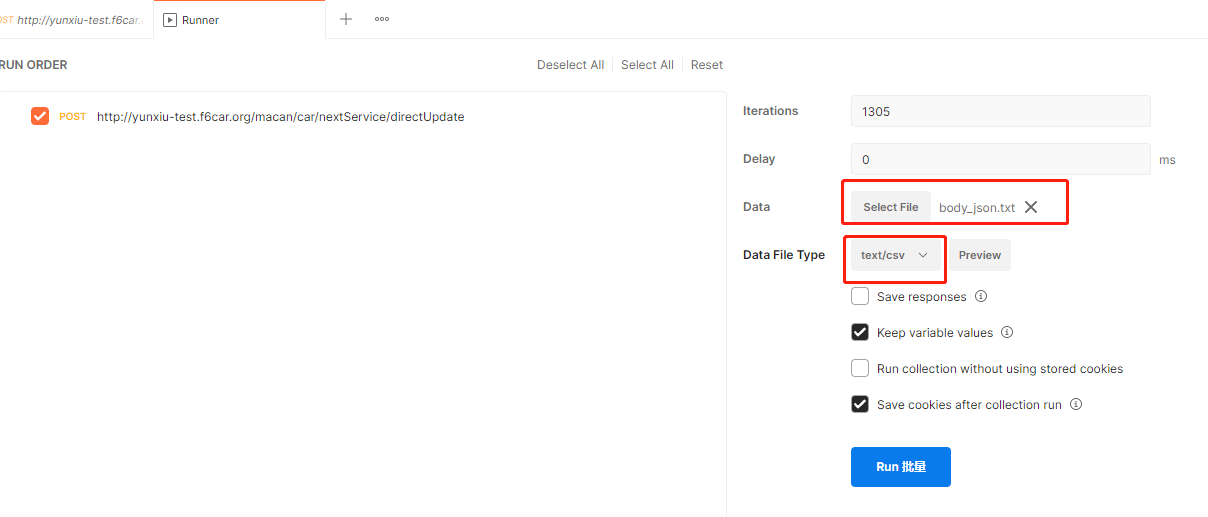 POST http://yunxiu-test.f6car.
Runner
RUN ORDER
Deselect All Select All Reset
POST http://yunxiu-test.f6car.org/macan/car/nextService/directUpdate
Iterations 1305
Delay 0 ms
Data Select File body_json.txt
Data File Type text/csv Preview
Save responses
Keep variable values
Run collection without using stored cookies
Save cookies after collection run
Run 批量